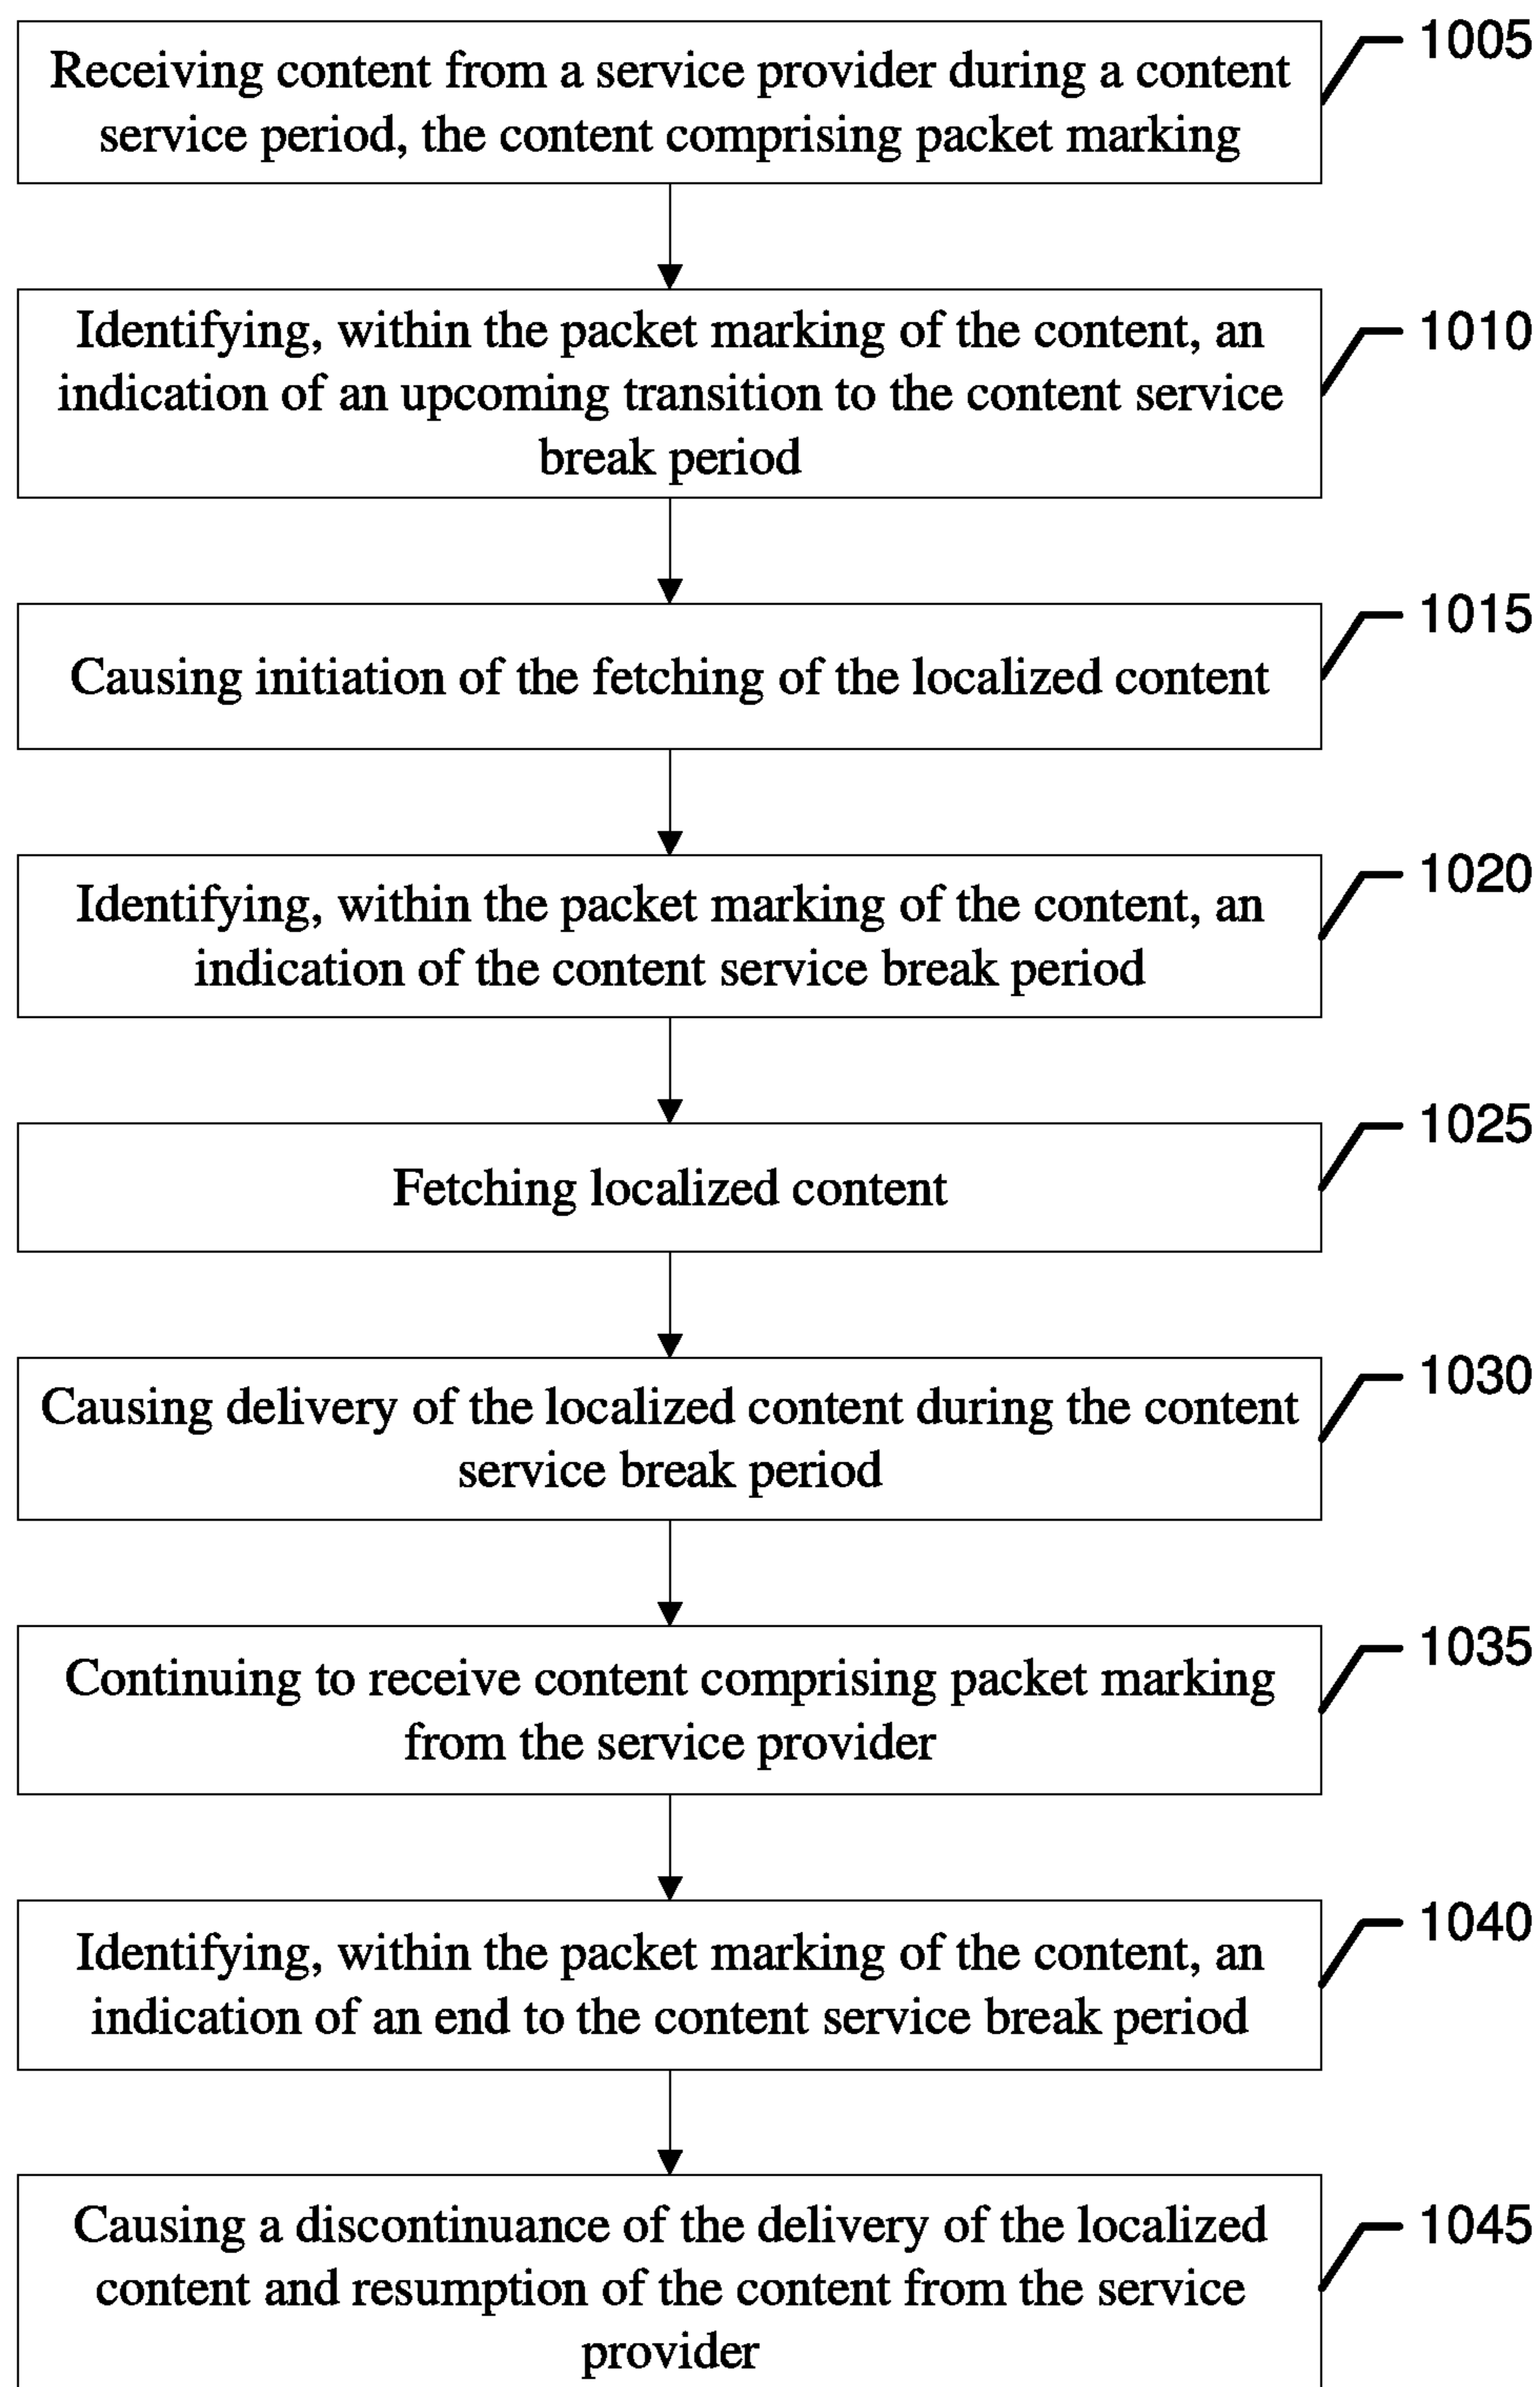 1005
Receiving content from a service provider during a content
service period, the content comprising packet marking
1010
Identifying, within the packet marking of the content, an
indication of an upcoming transition to the content service
break period
1015
Causing initiation of the fetching of the localized content
1020
Identifying, within the packet marking of the content, an
indication of the content service break period
1025
Fetching localized content
1030
Causing delivery of the localized content during the content
service break period
1035
Continuing to receive content comprising packet marking
from the service provider
1040
Identifying, within the packet marking of the content, an
indication of an end to the content service break period
1045
Causing a discontinuance of the delivery of the localized
content and resumption of the content from the service
provider